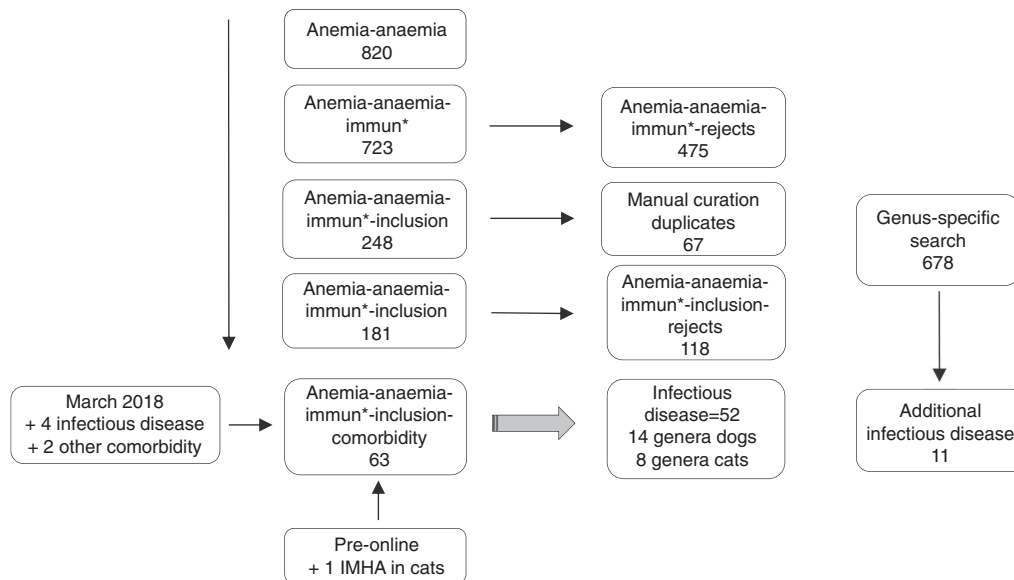 Anemia-anaemia
820
Anemia-anaemia-
immun*
723
Anemia-anaemia-
immun*-rejects
475
Anemia-anaemia-
immun*-inclusion
248
Manual curation
duplicates
67
Genus-specific
search
678
Anemia-anaemia-
immun*-inclusion
181
Anemia-anaemia-
immun*-inclusion-
rejects
118
March 2018
+ 4 infectious disease
+ 2 other comorbidity
Anemia-anaemia-
immun*-inclusion-
comorbidity
63
Infectious
disease=52
14 genera dogs
8 genera cats
Additional
infectious disease
11
Pre-online
+ 1 IMHA in cats